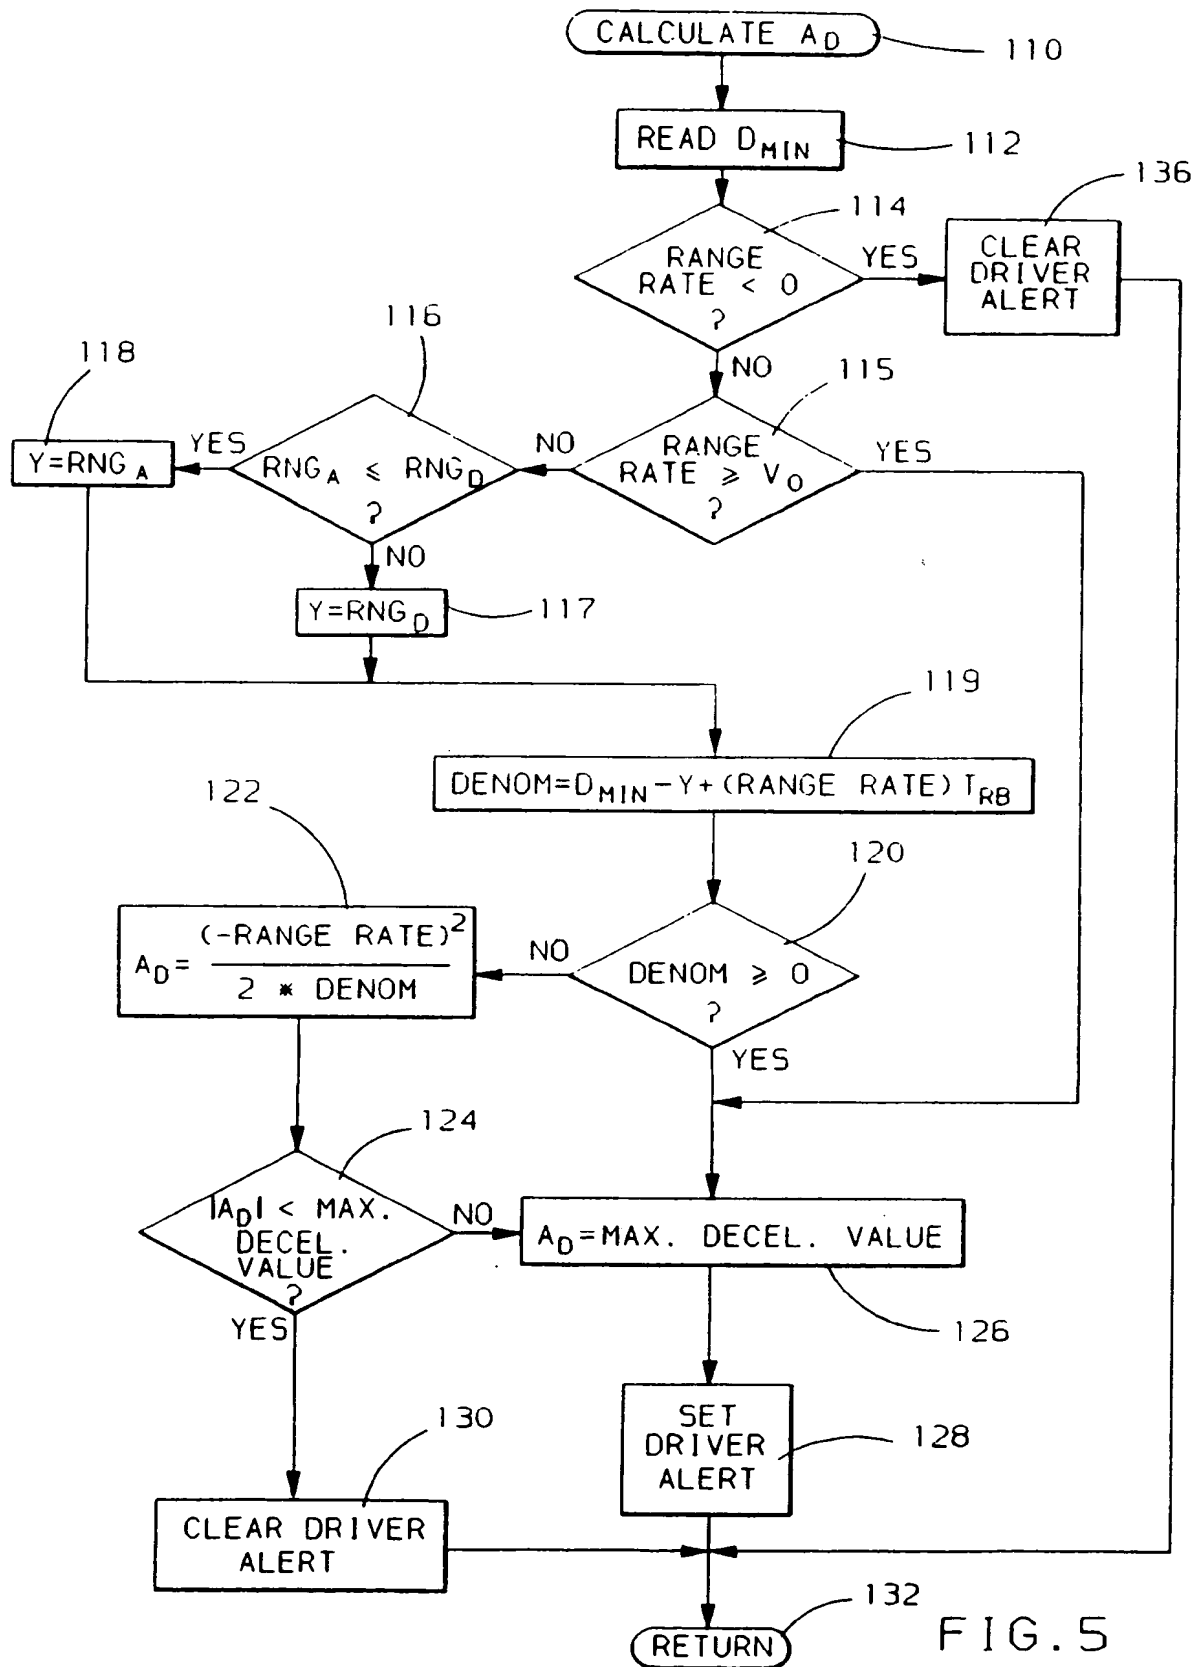 CALCULATE A_D
110
READ D_MIN
112
136
114
RANGE
RATE < 0
?
YES
CLEAR
DRIVER
ALERT
NO
116
118
115
Y=RNG_A
YES
RNG_A ≤ RNG_D
?
NO
RANGE
RATE ≥ V_O
?
YES
NO
Y=RNG_D
117
119
DENOM=D_MIN-Y+(RANGE RATE) T_RB
122
120
A_D= (-RANGE RATE)^2
2 * DENOM
NO
DENOM ≥ 0
?
YES
124
|A_D| < MAX.
DECEL.
VALUE
?
NO
A_D=MAX. DECEL. VALUE
YES
126
130
SET
DRIVER
ALERT
128
CLEAR DRIVER
ALERT
132
RETURN
FIG. 5